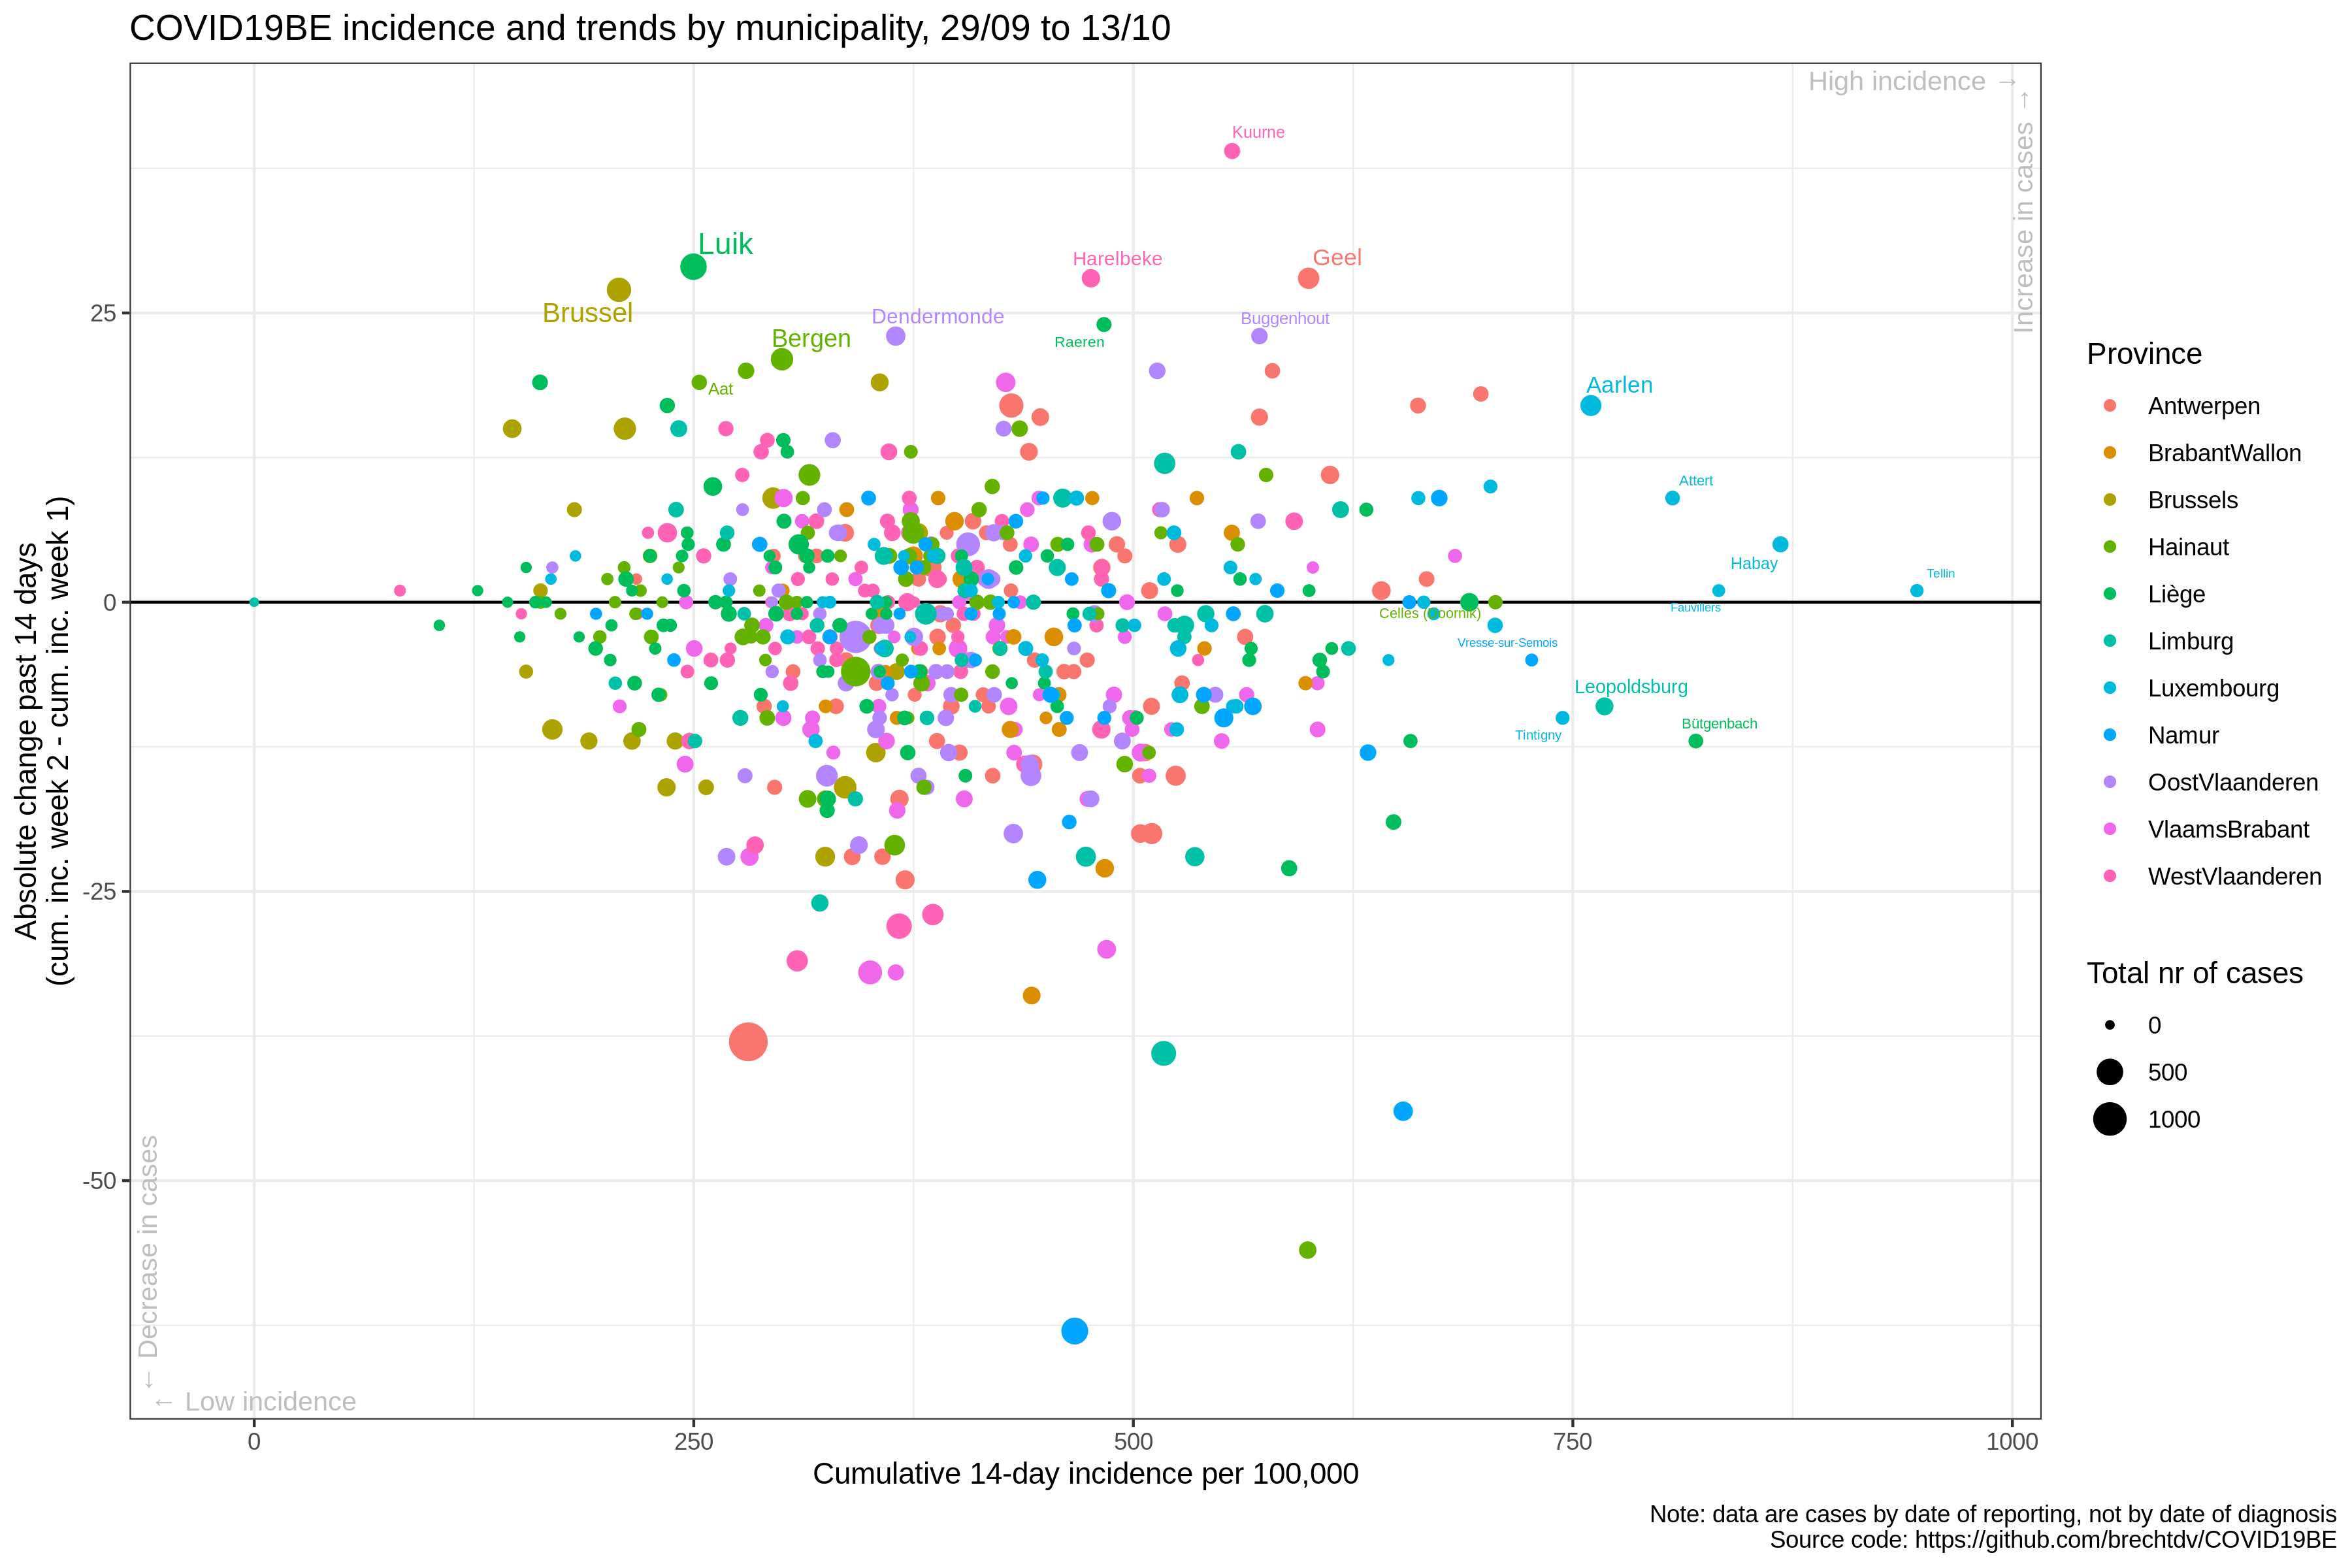 COVID19BE incidence and trends by municipality, 29/09 to 13/10
High incidence →
Increase in cases →
Kuurne
Luik
Harelbeke
Geel
Brussel
Dendermonde
Buggenhout
Raeren
Bergen
Aat
Aarlen
Attert
Habay
Tellin
Fauvillers
Celles (Doornik)
Vresse-sur-Semois
Leopoldsburg
Bütgenbach
Tintigny
← Decrease in cases
← Low incidence
25
0
-25
-50
0
250
500
750
1000
Absolute change past 14 days
(cum. inc. week 2 - cum. inc. week 1)
Cumulative 14-day incidence per 100,000
Province
Antwerpen
BrabantWallon
Brussels
Hainaut
Liège
Limburg
Luxembourg
Namur
OostVlaanderen
VlaamsBrabant
WestVlaanderen
Total nr of cases
0
500
1000
Note: data are cases by date of reporting, not by date of diagnosis
Source code: https://github.com/brechtdv/COVID19BE